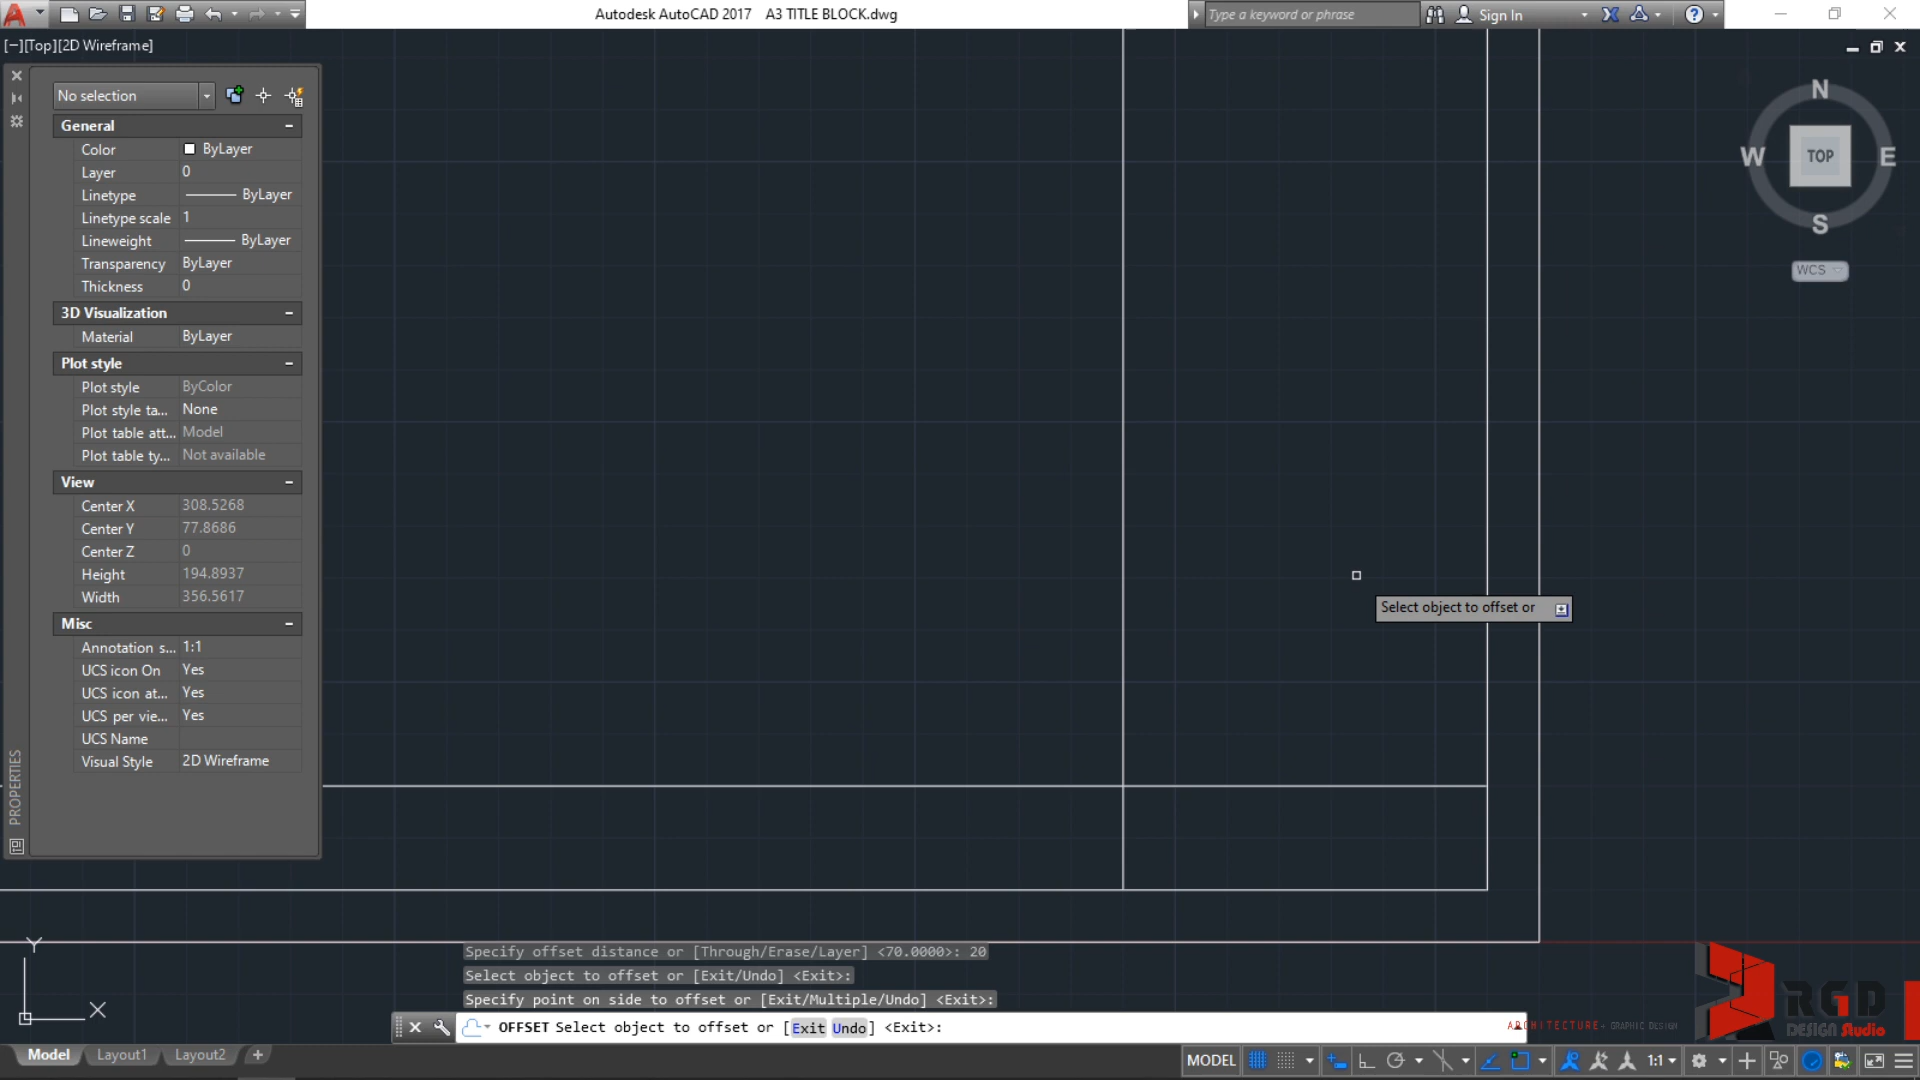 Autodesk AutoCAD 2017 A3 TITLE BLOCK.dwg
Type a keyword or phrase
Sign In
[−][Top][2D Wireframe]
No selection
General
Color ByLayer
Layer 0
Linetype ByLayer
Linetype scale 1
Lineweight ByLayer
Transparency ByLayer
Thickness 0
3D Visualization
Material ByLayer
Plot style
Plot style ByColor
Plot style ta... None
Plot table att... Model
Plot table ty... Not available
View
Center X 308.5268
Center Y 77.8686
Center Z 0
Height 194.8937
Width 356.5617
Misc
Annotation s... 1:1
UCS icon On Yes
UCS icon at... Yes
UCS per vie... Yes
UCS Name
Visual Style 2D Wireframe
PROPERTIES
N
W TOP E
S
WCS
Select object to offset or
Y
X
Specify offset distance or [Through/Erase/Layer] <70.0000>: 20
Select object to offset or [Exit/Undo] <Exit>:
Specify point on side to offset or [Exit/Multiple/Undo] <Exit>:
OFFSET Select object to offset or [Exit Undo] <Exit>:
ARCHITECTURE+ GRAPHIC DESIGN
RGD
DESIGN Studio
Model Layout1 Layout2 +
MODEL 1:1